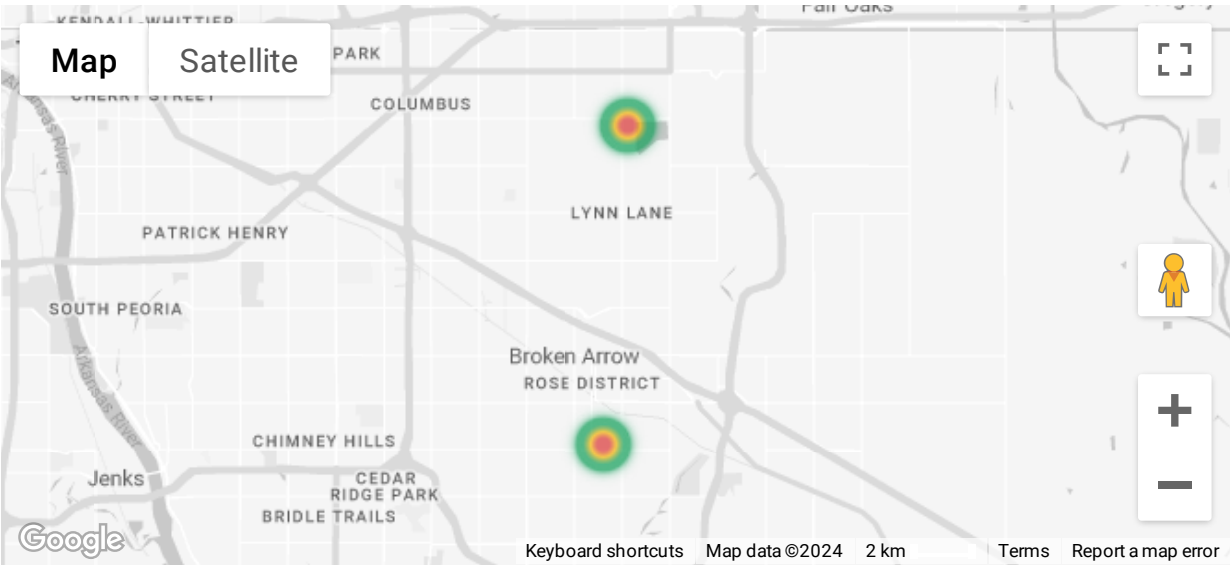 Fair Oaks
KENDALL-WHITTIER
Map
Satellite
PARK
CHERRY STREET
COLUMBUS
Arkansas River
LYNN LANE
PATRICK HENRY
SOUTH PEORIA
Broken Arrow
ROSE DISTRICT
Arkansas River
CHIMNEY HILLS
Jenks
CEDAR
RIDGE PARK
BRIDLE TRAILS
Google
Keyboard shortcuts
Map data ©2024
2 km
Terms
Report a map error